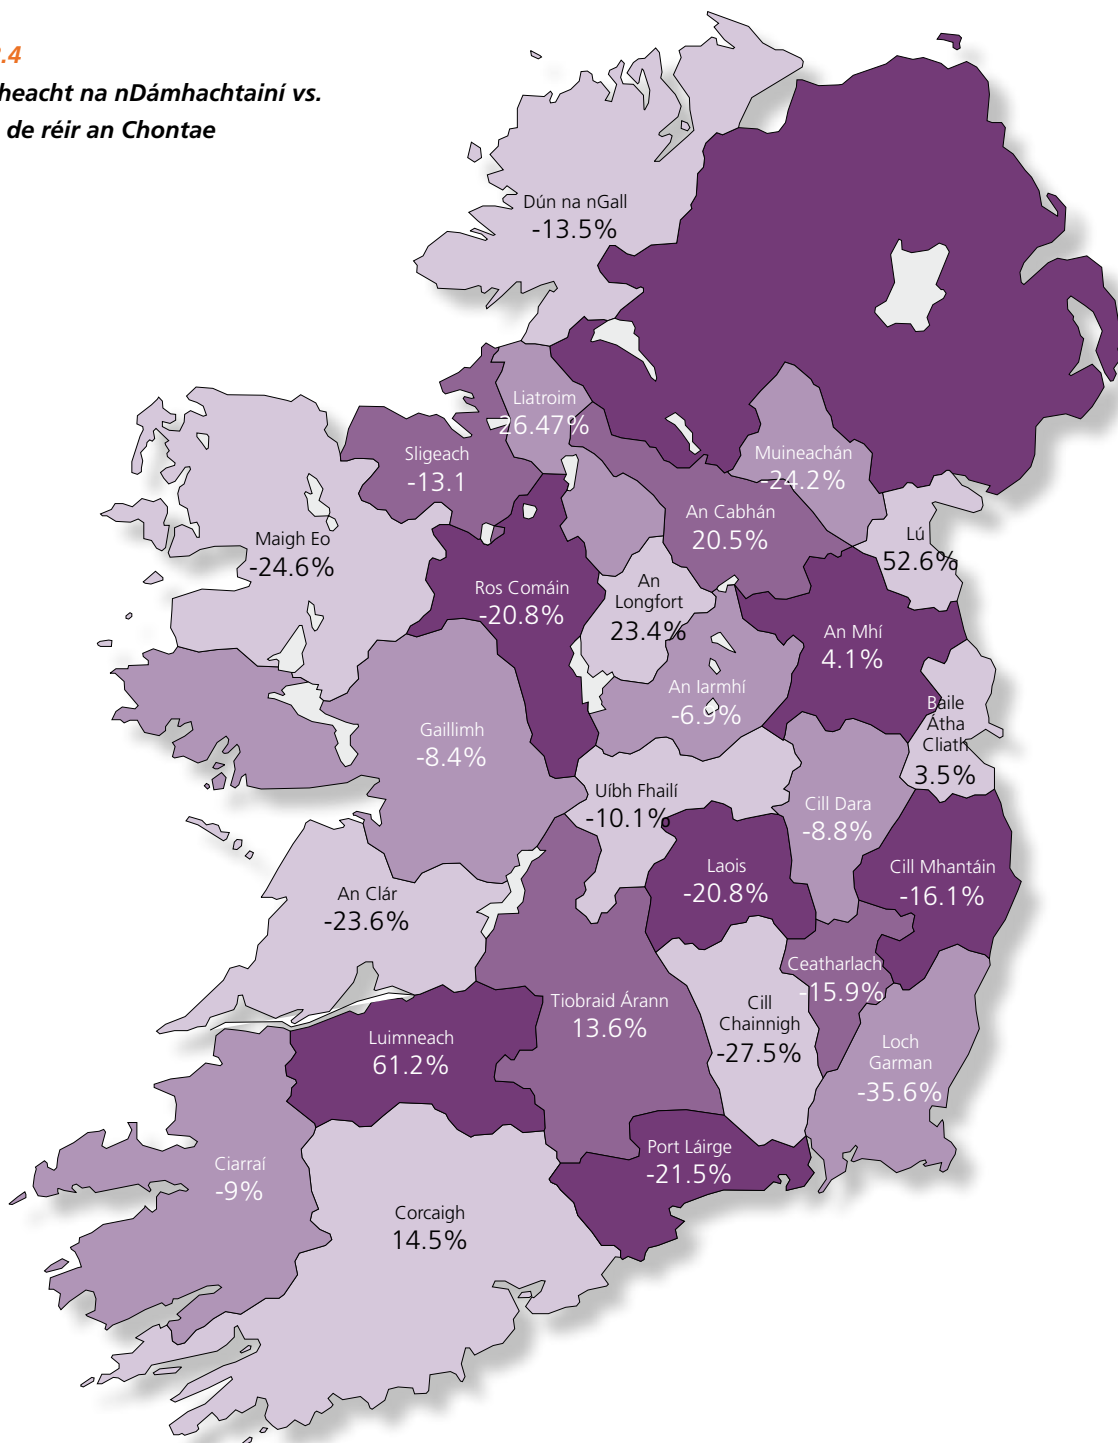 .4
heacht na nDámhachtainí vs.
de réir an Chontae
Dún na nGall
-13.5%
Liatroim
26.47%
Sligeach
-13.1
Muineachán
-24.2%
An Cabhán
20.5%
Lú
52.6%
Maigh Eo
-24.6%
Ros Comáin
-20.8%
An
Longfort
23.4%
An Mhí
4.1%
An Iarmhí
-6.9%
Baile
Átha
Cliath
3.5%
Gaillimh
-8.4%
Uíbh Fhailí
-10.1%
Cill Dara
-8.8%
Laois
-20.8%
Cill Mhantáin
-16.1%
An Clár
-23.6%
Ceatharlach
-15.9%
Tiobraid Árann
13.6%
Cill
Chainnigh
-27.5%
Luimneach
61.2%
Loch
Garman
-35.6%
Port Láirge
-21.5%
Ciarraí
-9%
Corcaigh
14.5%